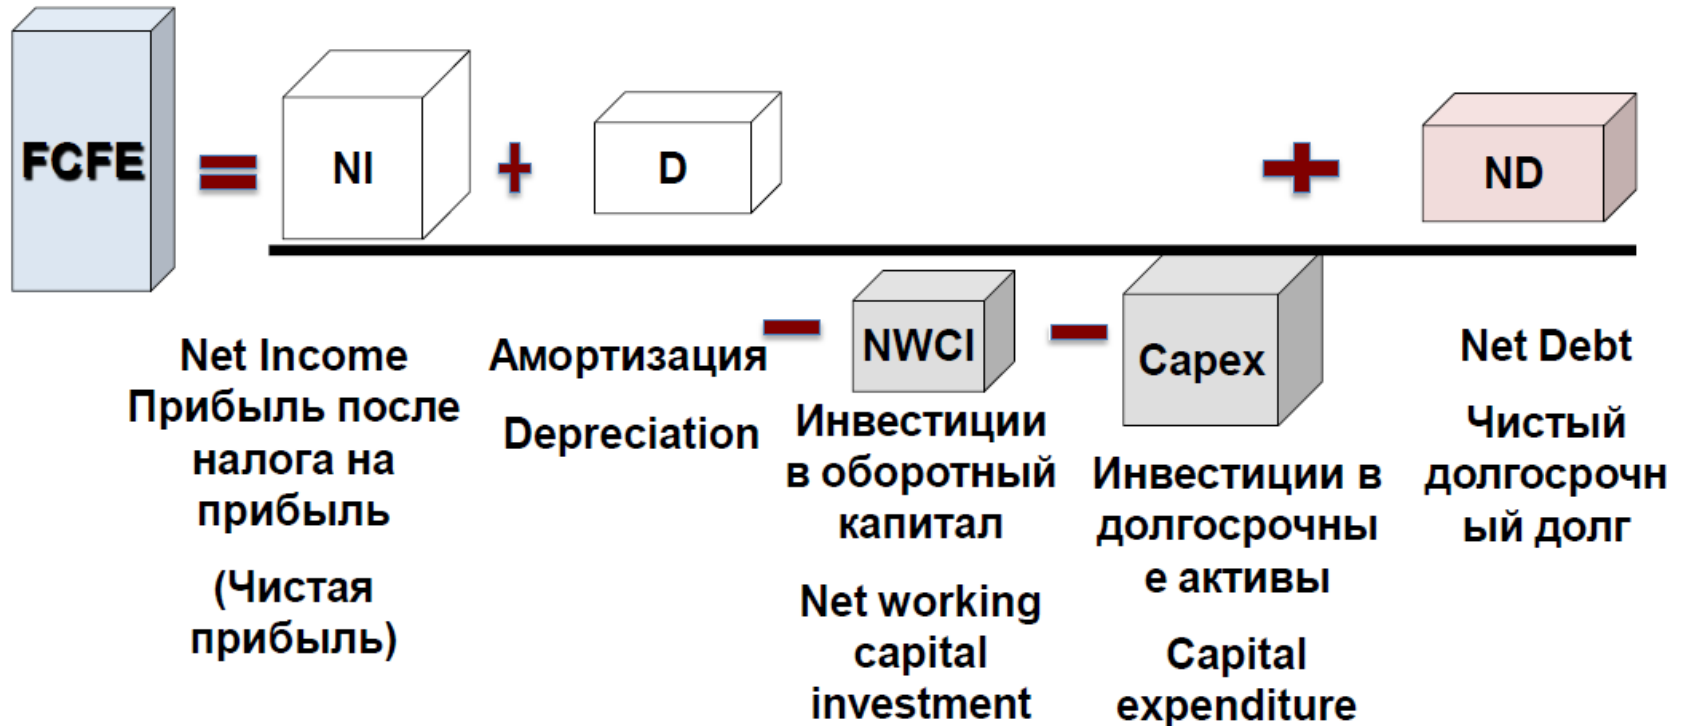 FCFE
NI
D
ND
NWCI
Capex
Net Income
Прибыль после
налога на
прибыль
(Чистая
прибыль)
Амортизация
Depreciation
Инвестиции
в оборотный
капитал
Net working
capital
investment
Инвестиции в
долгосрочны
е активы
Capital
expenditure
Net Debt
Чистый
долгосрочн
ый долг